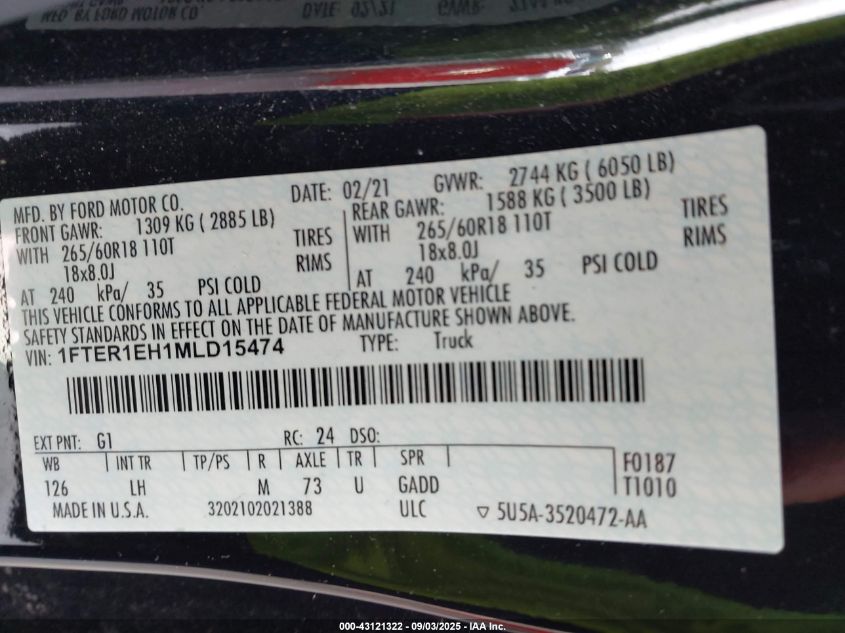 MFD. BY FORD MOTOR CO. DATE: 02/21 GVWR: 2744 KG ( 6050 LB)
FRONT GAWR: 1309 KG ( 2885 LB) REAR GAWR: 1588 KG ( 3500 LB)
WITH 265/60R18 110T TIRES WITH 265/60R18 110T TIRES
18x8.0J RIMS 18x8.0J RIMS
AT 240 kPa/ 35 PSI COLD AT 240 kPa/ 35 PSI COLD
THIS VEHICLE CONFORMS TO ALL APPLICABLE FEDERAL MOTOR VEHICLE
SAFETY STANDARDS IN EFFECT ON THE DATE OF MANUFACTURE SHOWN ABOVE.
VIN: 1FTER1EH1MLD15474 TYPE: Truck
EXT PNT: G1 RC: 24 DSO:
WB INT TR TP/PS R AXLE TR SPR F0187
126 LH M 73 U GADD T1010
MADE IN U.S.A. 3202102021388 ULC ▽ 5U5A-3520472-AA
000-43121322 - 09/03/2025 - IAA Inc.